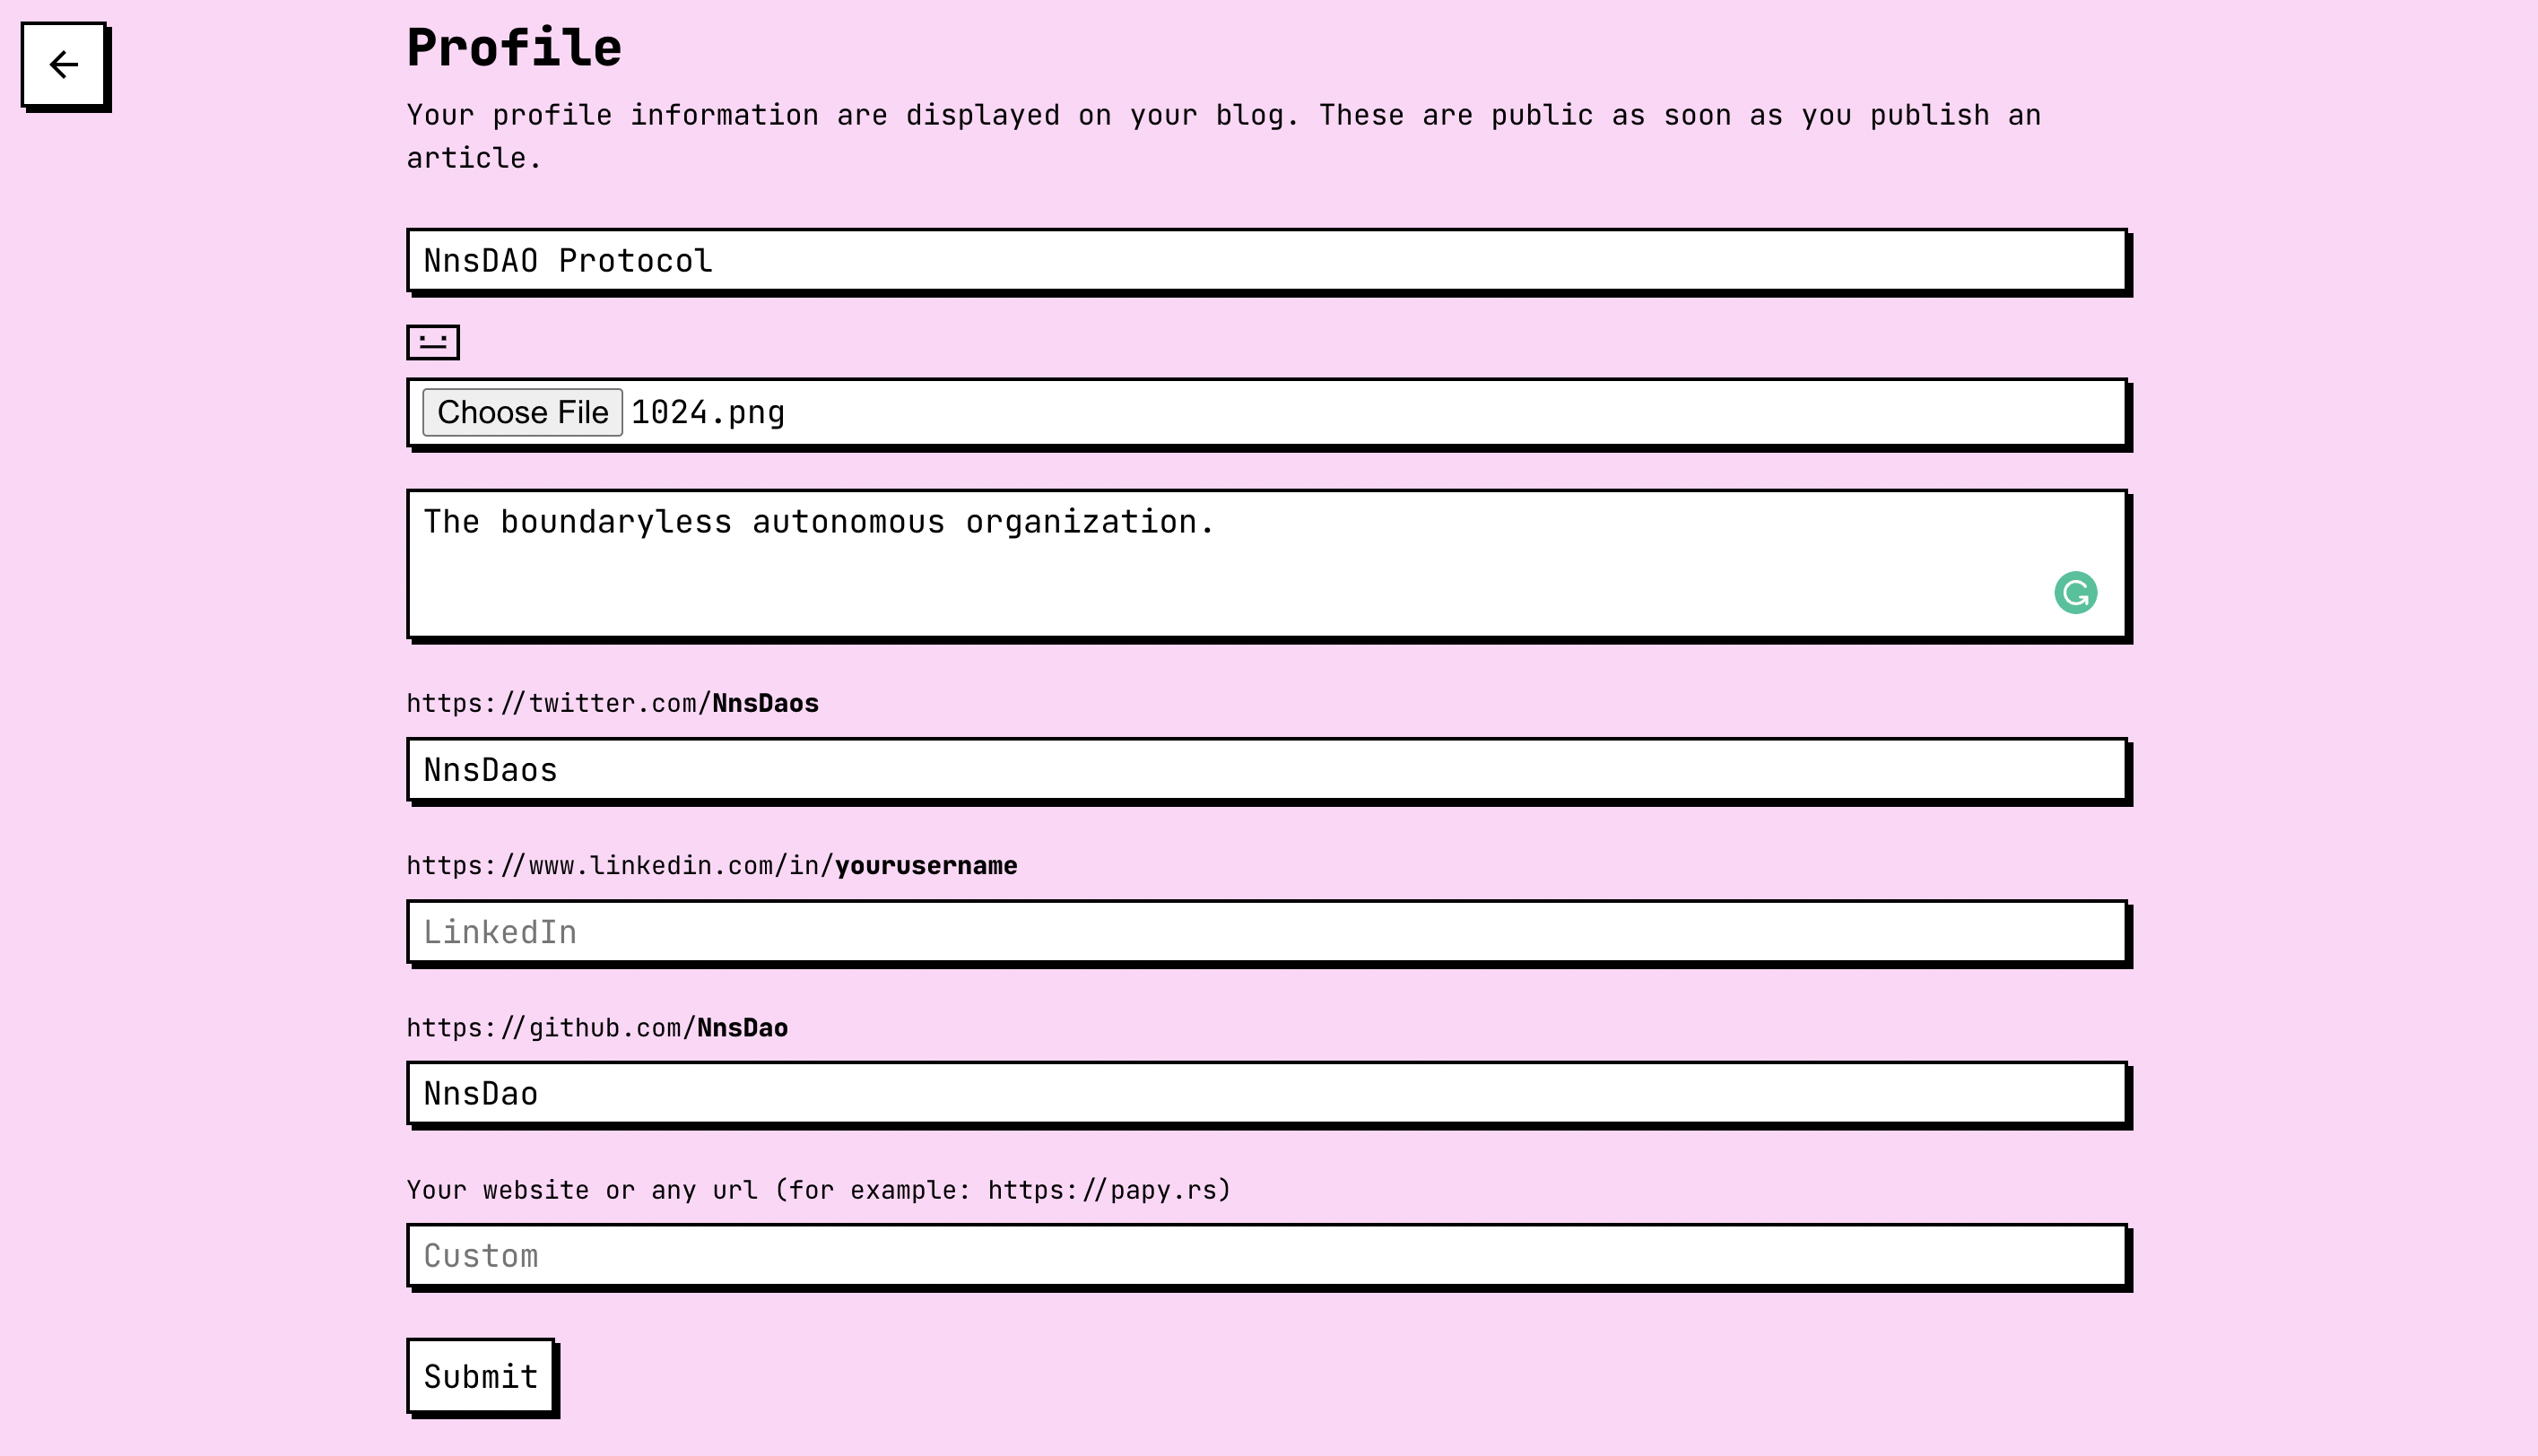 Profile
Your profile information are displayed on your blog. These are public as soon as you publish an
article.
NnsDAO Protocol
Choose File 1024.png
The boundaryless autonomous organization.
https://twitter.com/NnsDaos
NnsDaos
https://www.linkedin.com/in/yourusername
LinkedIn
https://github.com/NnsDao
NnsDao
Your website or any url (for example: https://papy.rs)
Custom
Submit